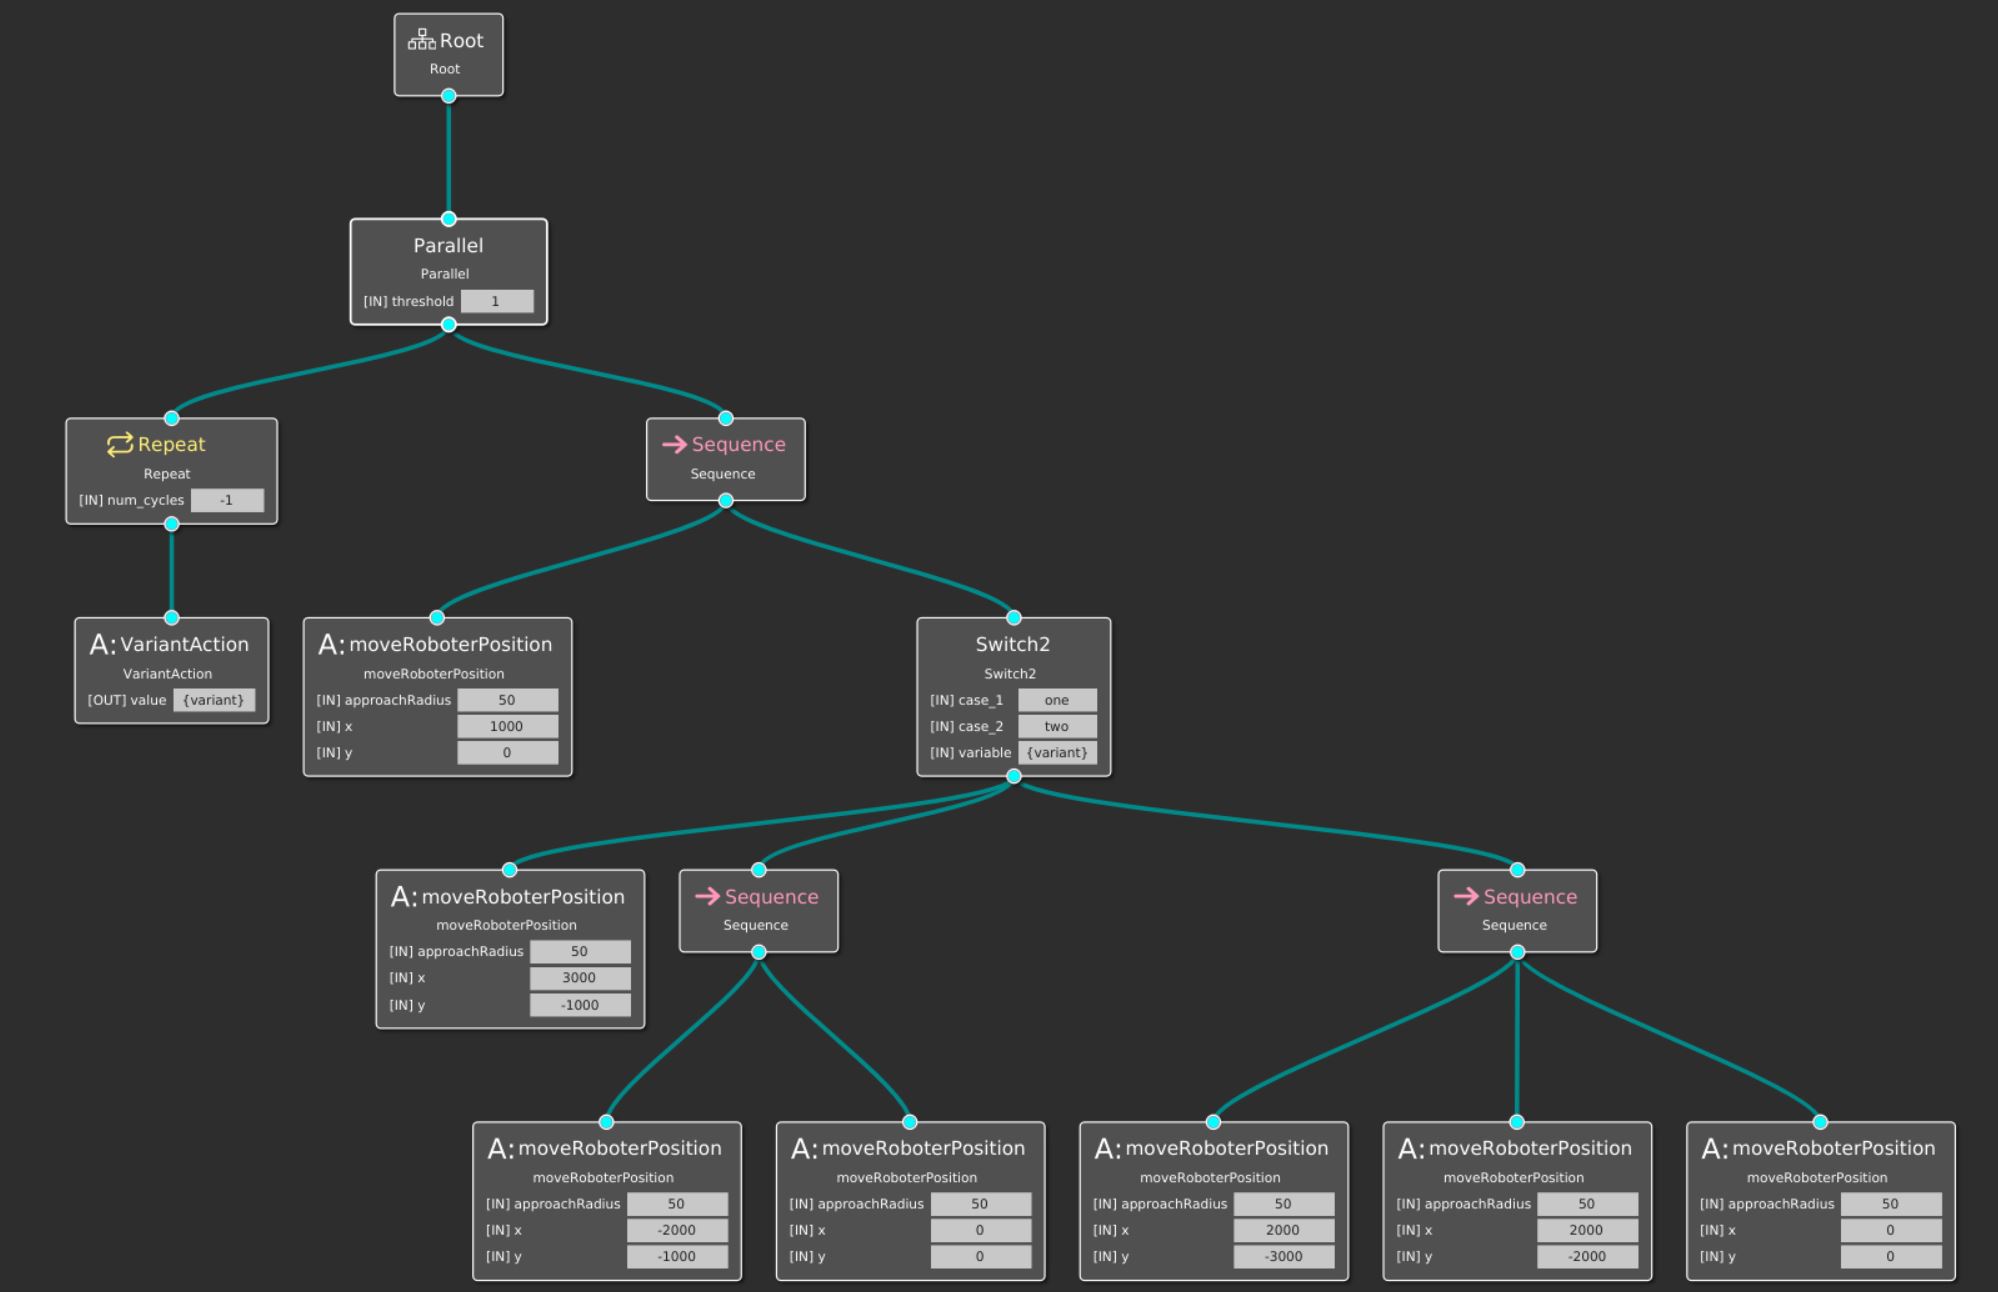 Root
Root
Parallel
Parallel
[IN] threshold 1
Repeat
Repeat
[IN] num_cycles -1
Sequence
Sequence
A: VariantAction
VariantAction
[OUT] value {variant}
A: moveRoboterPosition
moveRoboterPosition
[IN] approachRadius 50
[IN] x 1000
[IN] y 0
Switch2
Switch2
[IN] case_1 one
[IN] case_2 two
[IN] variable {variant}
A: moveRoboterPosition
moveRoboterPosition
[IN] approachRadius 50
[IN] x 3000
[IN] y -1000
Sequence
Sequence
Sequence
Sequence
A: moveRoboterPosition
moveRoboterPosition
[IN] approachRadius 50
[IN] x -2000
[IN] y -1000
A: moveRoboterPosition
moveRoboterPosition
[IN] approachRadius 50
[IN] x 0
[IN] y 0
A: moveRoboterPosition
moveRoboterPosition
[IN] approachRadius 50
[IN] x 2000
[IN] y -3000
A: moveRoboterPosition
moveRoboterPosition
[IN] approachRadius 50
[IN] x 2000
[IN] y -2000
A: moveRoboterPosition
moveRoboterPosition
[IN] approachRadius 50
[IN] x 0
[IN] y 0